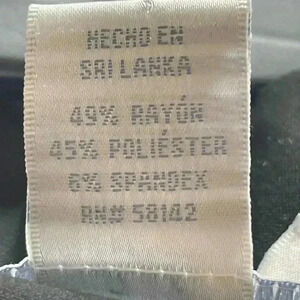 HECHO EN
SRI LANKA
49% RAYÓN
45% POLIÉSTER
6% SPANDEX
RN# 58142